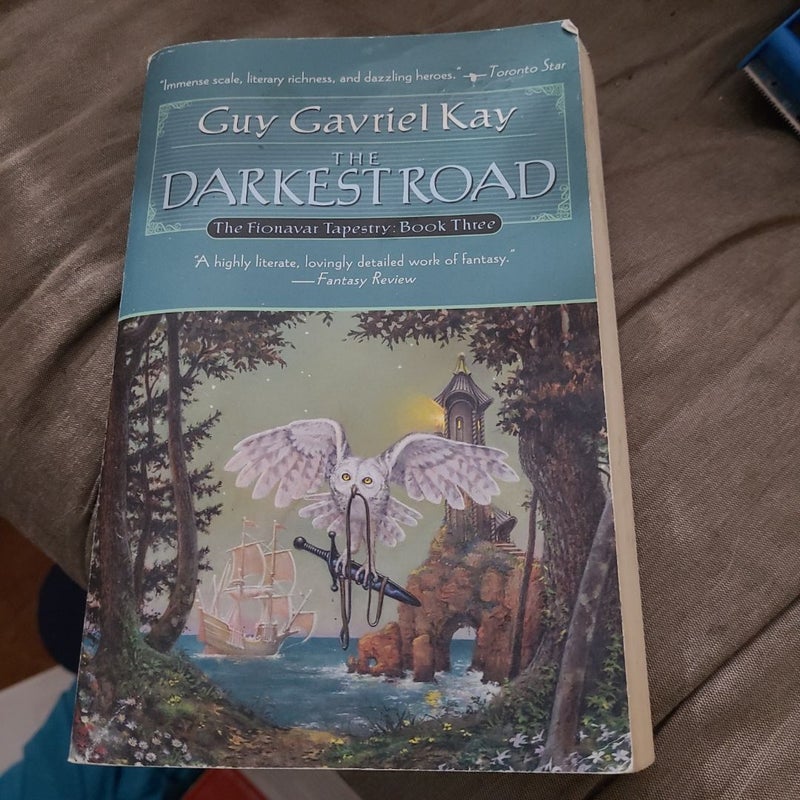 "Immense scale, literary richness, and dazzling heroes."—Toronto Star
Guy Gavriel Kay
THE
DARKEST ROAD
The Fionavar Tapestry: Book Three
"A highly literate, lovingly detailed work of fantasy."
—Fantasy Review